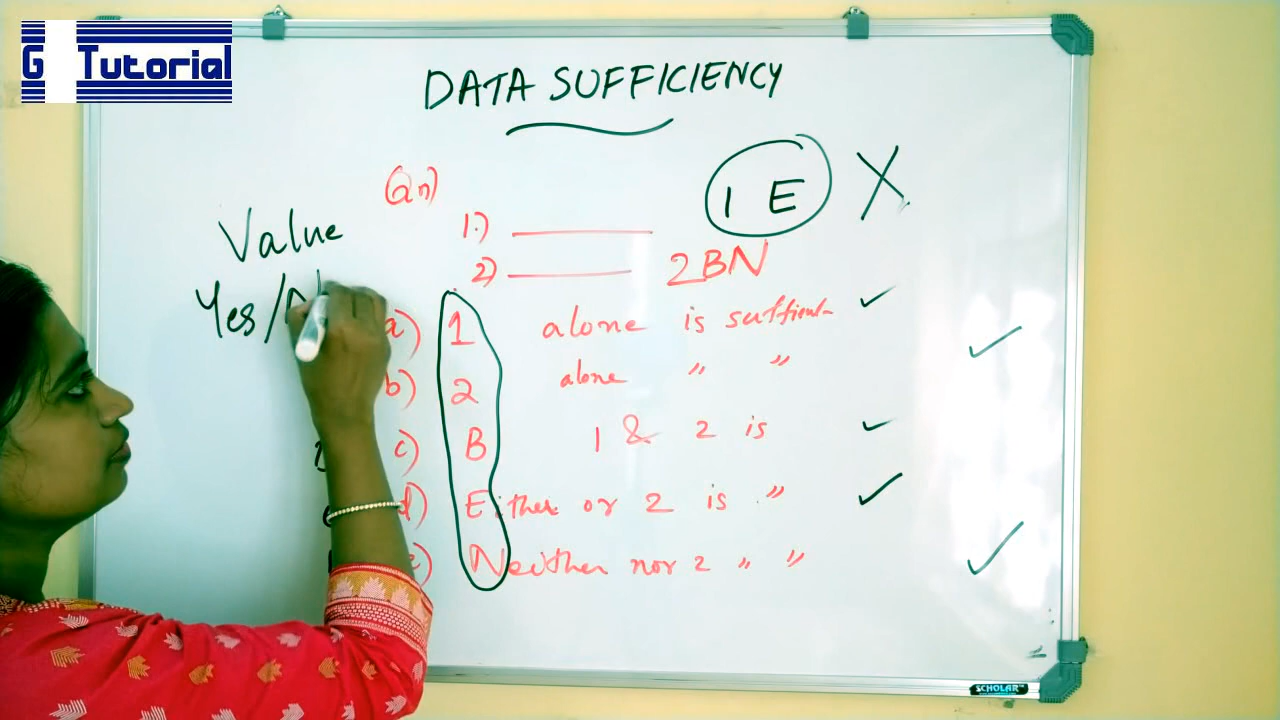 G Tutorial
DATA SUFFICIENCY
Qn)
1 E X
1.)
Value
2) 2BN
Yes/N
a) 1 alone is sufficient
b) 2 alone " "
c) B 1 & 2 is
d) Either or 2 is "
e) Neither nor 2 " "
SCHOLAR